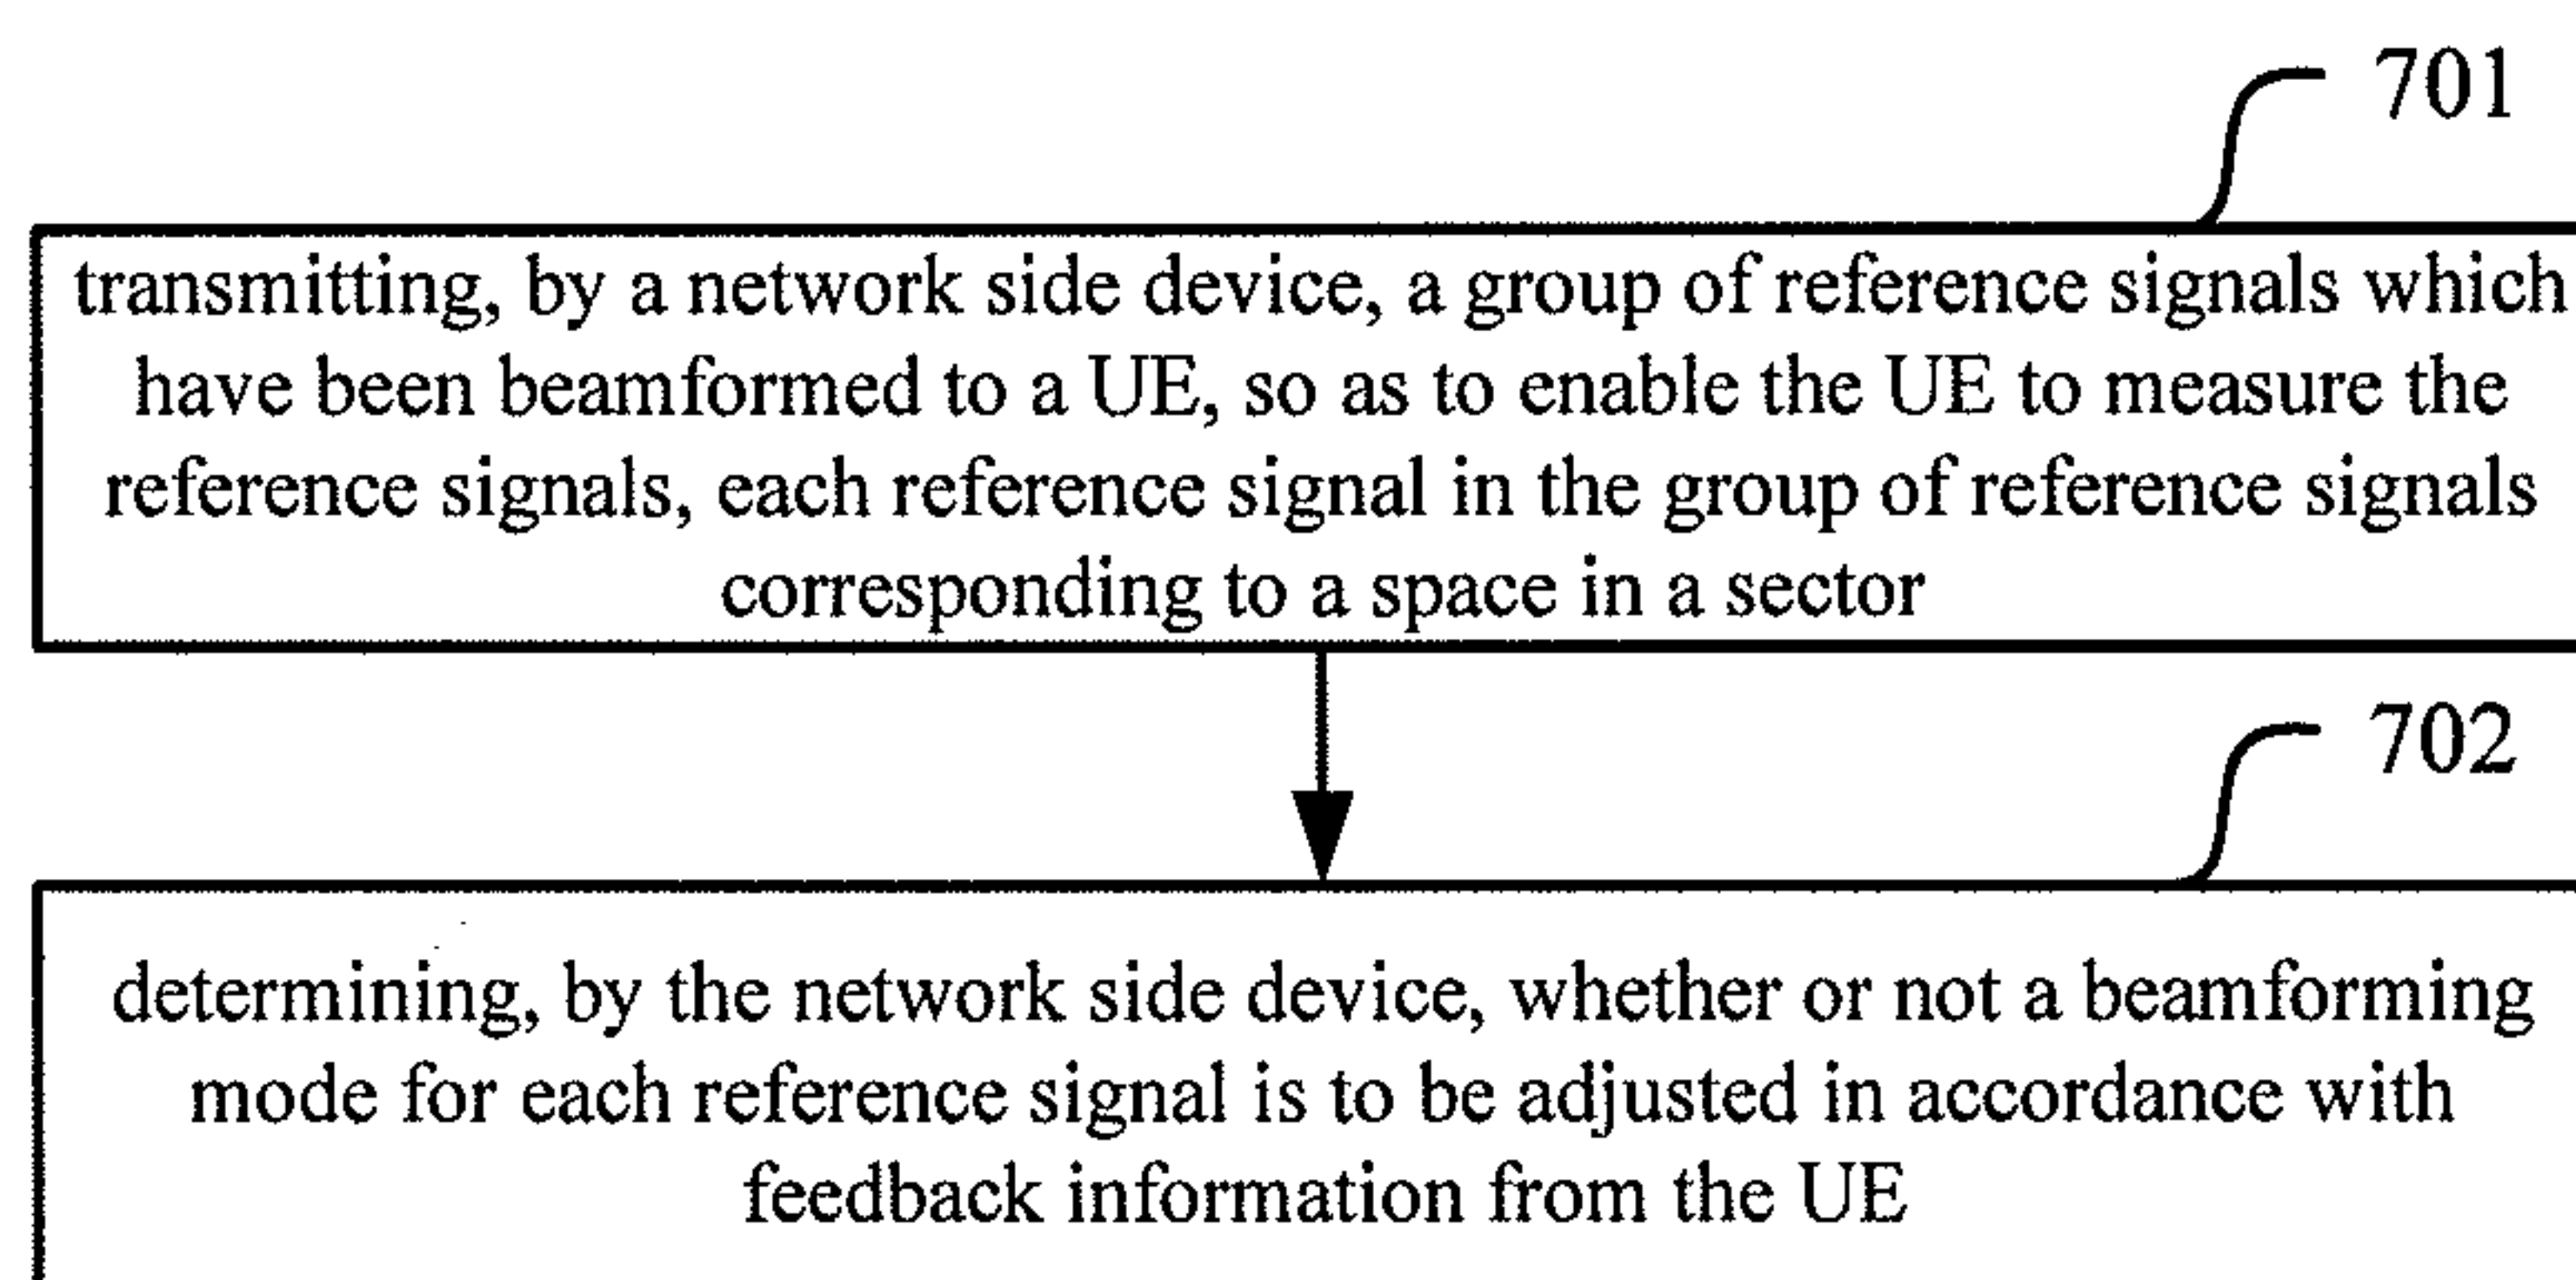 701
transmitting, by a network side device, a group of reference signals which
have been beamformed to a UE, so as to enable the UE to measure the
reference signals, each reference signal in the group of reference signals
corresponding to a space in a sector
702
determining, by the network side device, whether or not a beamforming
mode for each reference signal is to be adjusted in accordance with
feedback information from the UE